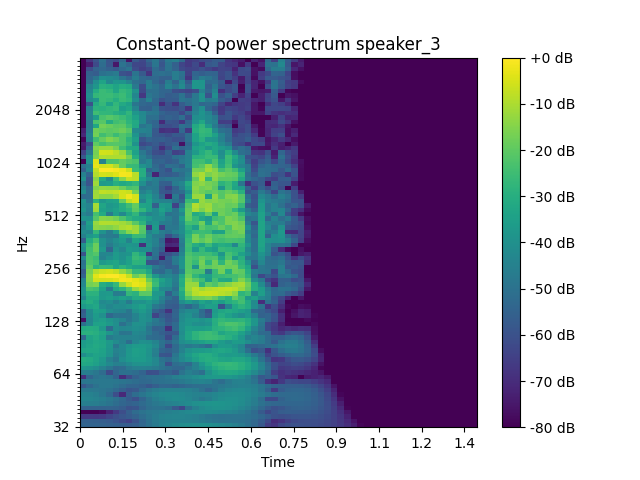 Constant-Q power spectrum speaker_3
Hz
2048
1024
512
256
128
64
32
0 0.15 0.3 0.45 0.6 0.75 0.9 1.1 1.2 1.4
Time
+0 dB
-10 dB
-20 dB
-30 dB
-40 dB
-50 dB
-60 dB
-70 dB
-80 dB